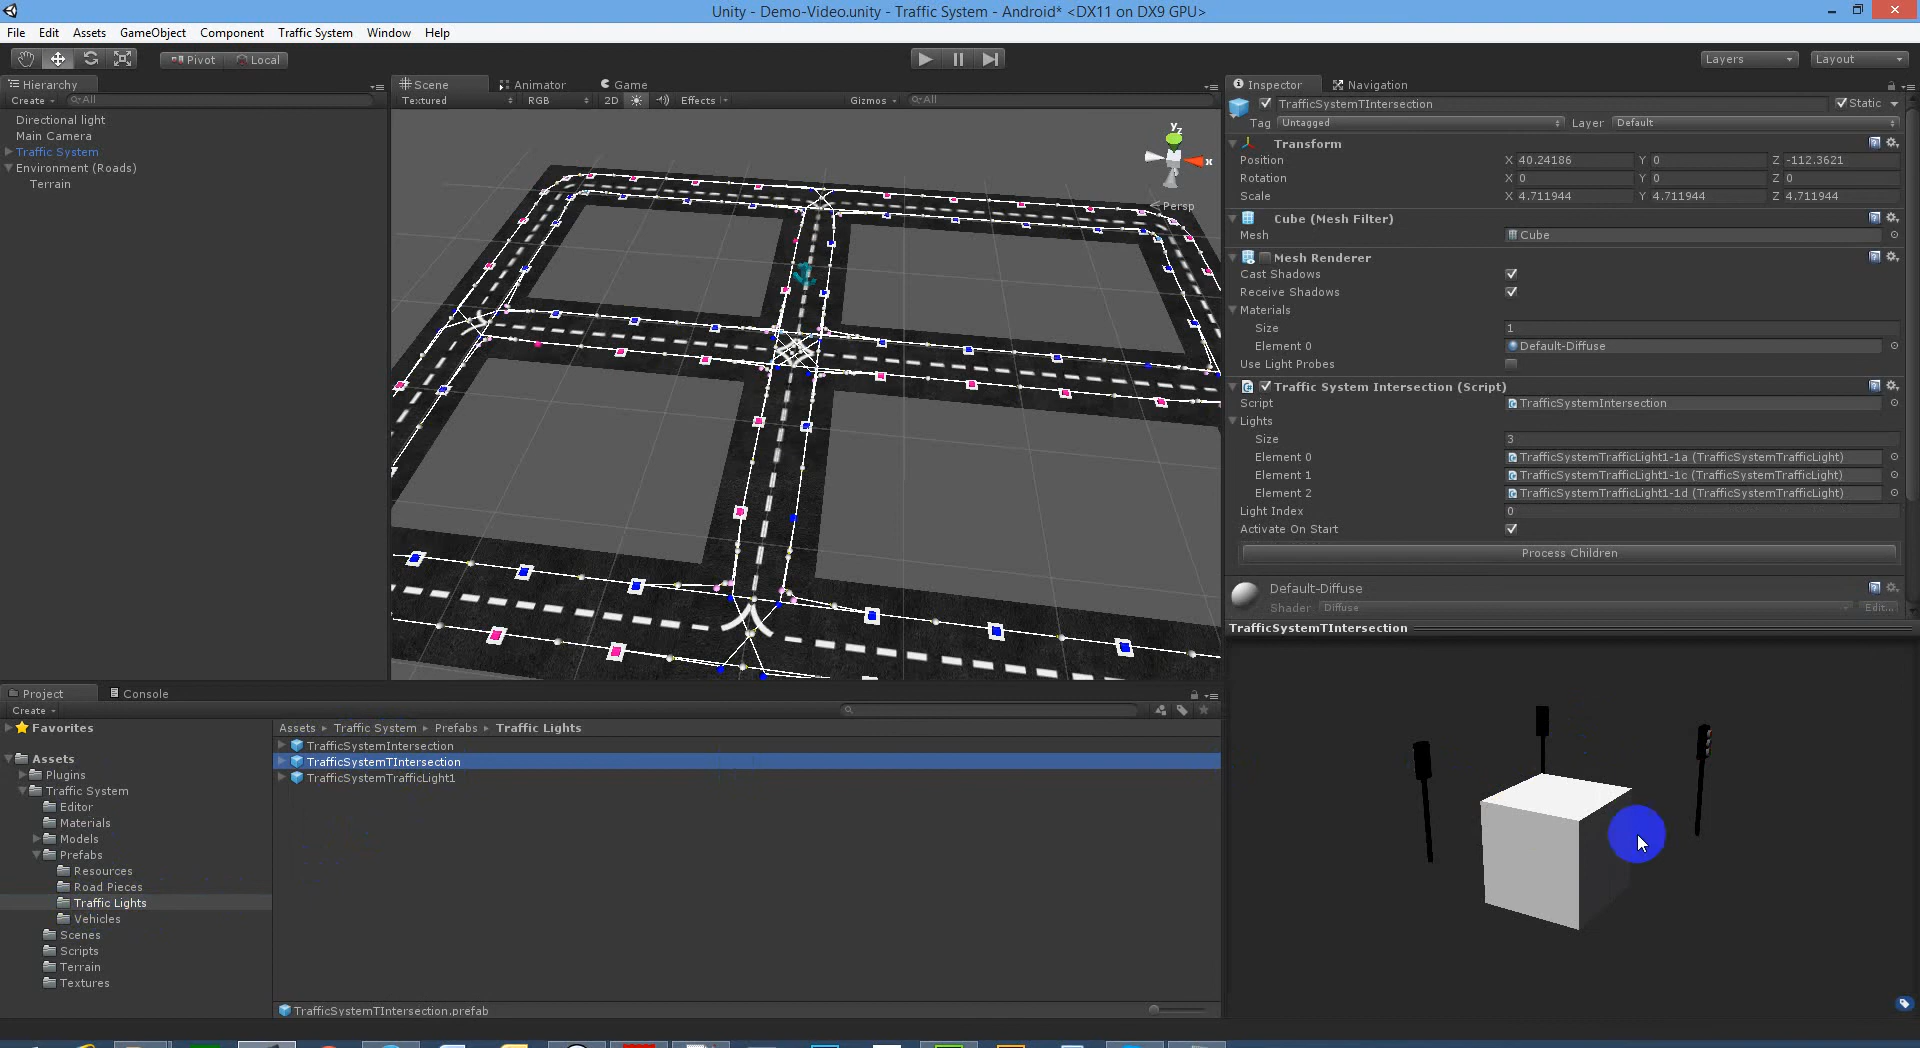 Unity - Demo-Video.unity - Traffic System - Android* <DX11 on DX9 GPU>
File Edit Assets GameObject Component Traffic System Window Help
Pivot Local Layers Layout
Hierarchy
Create All
Directional light
Main Camera
Traffic System
Environment (Roads)
Terrain
Scene Animator Game
Textured RGB 2D Effects Gizmos All
y
z
x
Persp
Inspector Navigation
TrafficSystemTIntersection Static
Tag Untagged Layer Default
Transform
Position X 40.24186 Y 0 Z -112.3621
Rotation X 0 Y 0 Z 0
Scale X 4.711944 Y 4.711944 Z 4.711944
Cube (Mesh Filter)
Mesh Cube
Mesh Renderer
Cast Shadows
Receive Shadows
Materials
Size 1
Element 0 Default-Diffuse
Use Light Probes
Traffic System Intersection (Script)
Script TrafficSystemIntersection
Lights
Size 3
Element 0 TrafficSystemTrafficLight1-1a (TrafficSystemTrafficLight)
Element 1 TrafficSystemTrafficLight1-1c (TrafficSystemTrafficLight)
Element 2 TrafficSystemTrafficLight1-1d (TrafficSystemTrafficLight)
Light Index 0
Activate On Start
Process Children
Default-Diffuse
Shader Diffuse Edit...
TrafficSystemTIntersection
Project Console
Create
Favorites
Assets
Plugins
Traffic System
Editor
Materials
Models
Prefabs
Resources
Road Pieces
Traffic Lights
Vehicles
Scenes
Scripts
Terrain
Textures
Assets Traffic System Prefabs Traffic Lights
TrafficSystemIntersection
TrafficSystemTIntersection
TrafficSystemTrafficLight1
TrafficSystemTIntersection.prefab